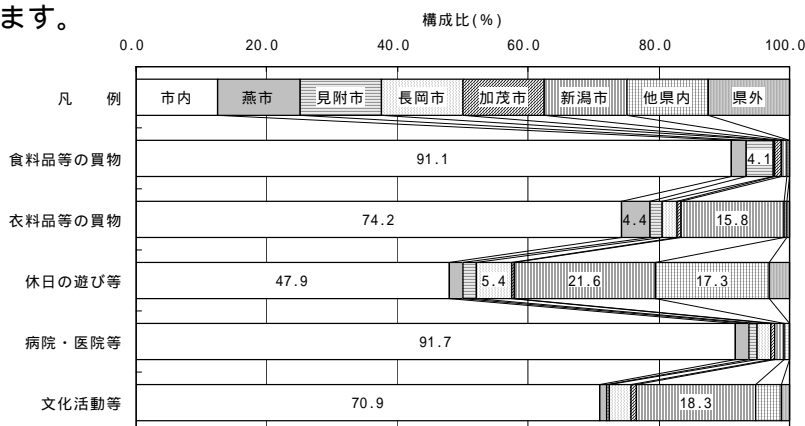 ます。
構成比(%)
0.0 20.0 40.0 60.0 80.0 100.0
凡 例 市内 燕市 見附市 長岡市 加茂市 新潟市 他県内 県外
食料品等の買物 91.1 4.1
衣料品等の買物 74.2 4.4 15.8
休日の遊び等 47.9 5.4 21.6 17.3
病院・医院等 91.7
文化活動等 70.9 18.3